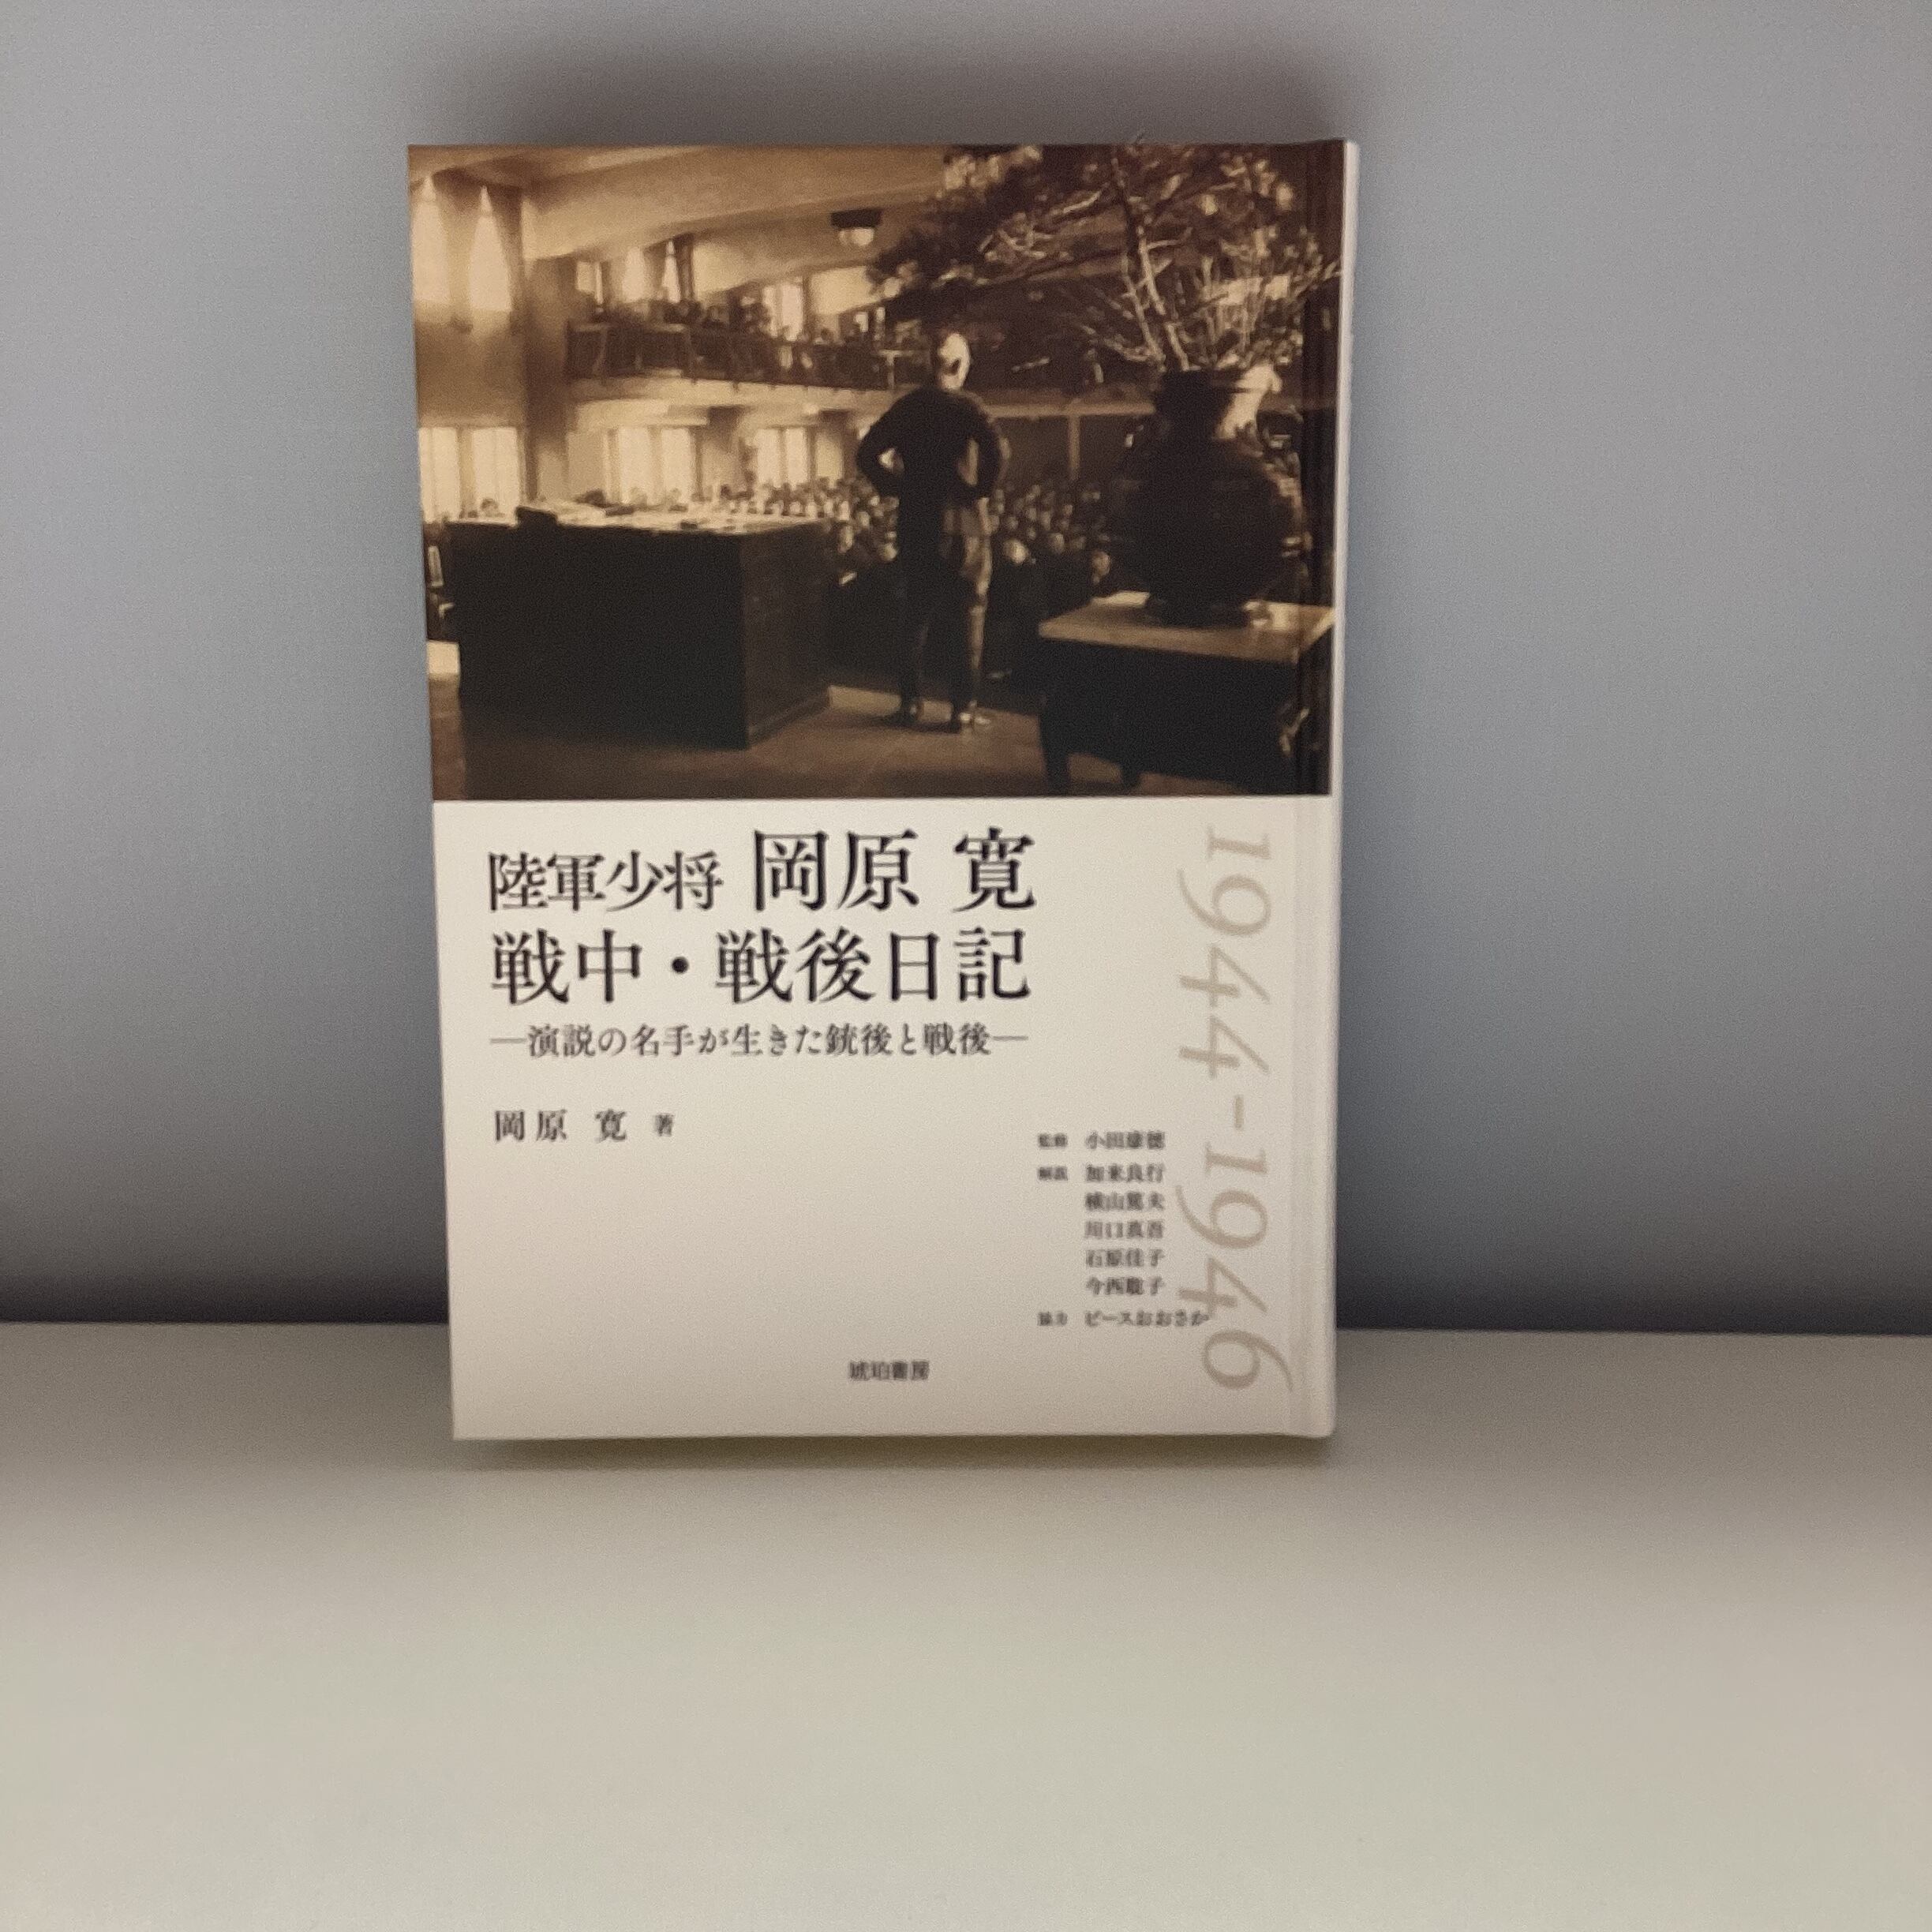 陸軍少将 岡原 寛
戦中・戦後日記
―演説の名手が生きた銃後と戦後―
岡原 寛 著
1944-1946
監修 小田康徳
解説 加来良行
横山篤夫
川口真吾
石原佳子
今西聡子
協力 ピースおおさか
琥珀書房